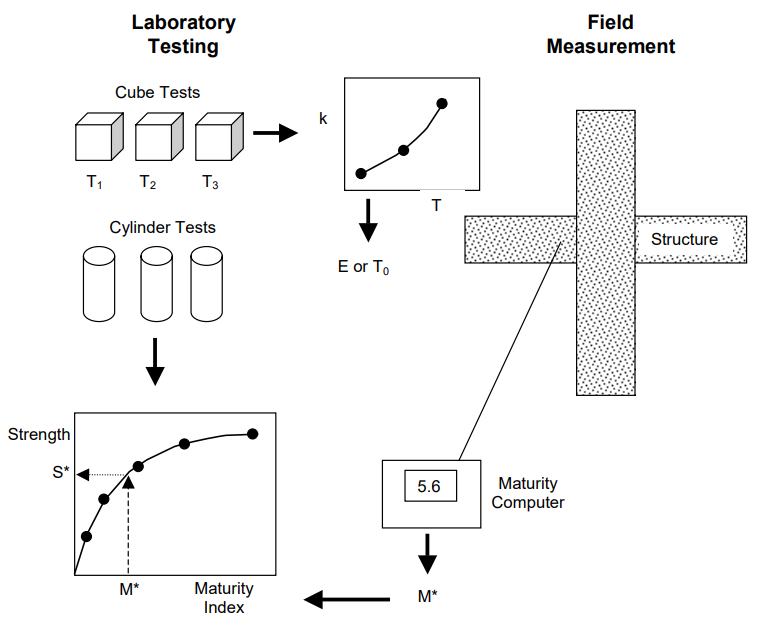 Laboratory
Testing
Field
Measurement
Cube Tests
T1 T2 T3
k
T
E or T0
Cylinder Tests
Structure
Strength
S*
M*
Maturity
Index
5.6
Maturity
Computer
M*